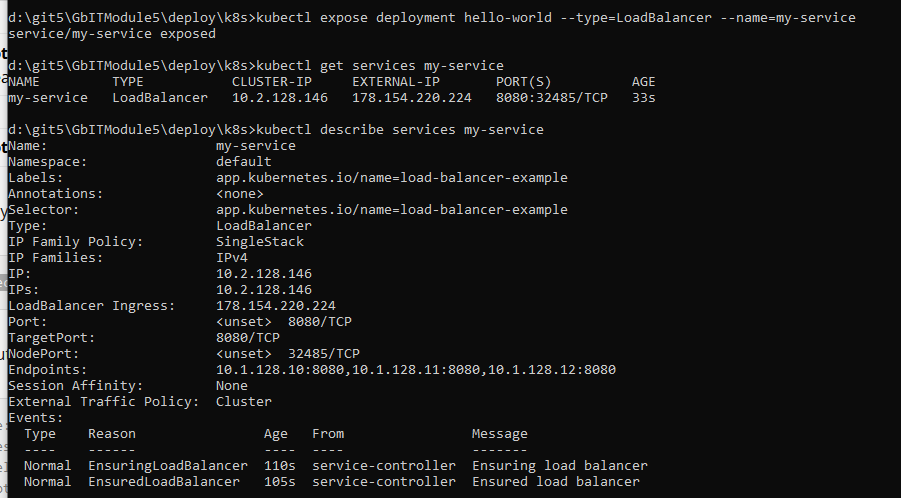 d:\git5\GbITModule5\deploy\k8s>kubectl expose deployment hello-world --type=LoadBalancer --name=my-service
service/my-service exposed
d:\git5\GbITModule5\deploy\k8s>kubectl get services my-service
NAME         TYPE           CLUSTER-IP     EXTERNAL-IP       PORT(S)          AGE
my-service   LoadBalancer   10.2.128.146   178.154.220.224   8080:32485/TCP   33s
d:\git5\GbITModule5\deploy\k8s>kubectl describe services my-service
Name:                     my-service
Namespace:                default
Labels:                   app.kubernetes.io/name=load-balancer-example
Annotations:              <none>
Selector:                 app.kubernetes.io/name=load-balancer-example
Type:                     LoadBalancer
IP Family Policy:         SingleStack
IP Families:              IPv4
IP:                       10.2.128.146
IPs:                      10.2.128.146
LoadBalancer Ingress:     178.154.220.224
Port:                     <unset>  8080/TCP
TargetPort:               8080/TCP
NodePort:                 <unset>  32485/TCP
Endpoints:                10.1.128.10:8080,10.1.128.11:8080,10.1.128.12:8080
Session Affinity:         None
External Traffic Policy:  Cluster
Events:
  Type    Reason                Age   From                Message
  ----    ------                ----  ----                -------
  Normal  EnsuringLoadBalancer  110s  service-controller  Ensuring load balancer
  Normal  EnsuredLoadBalancer   105s  service-controller  Ensured load balancer